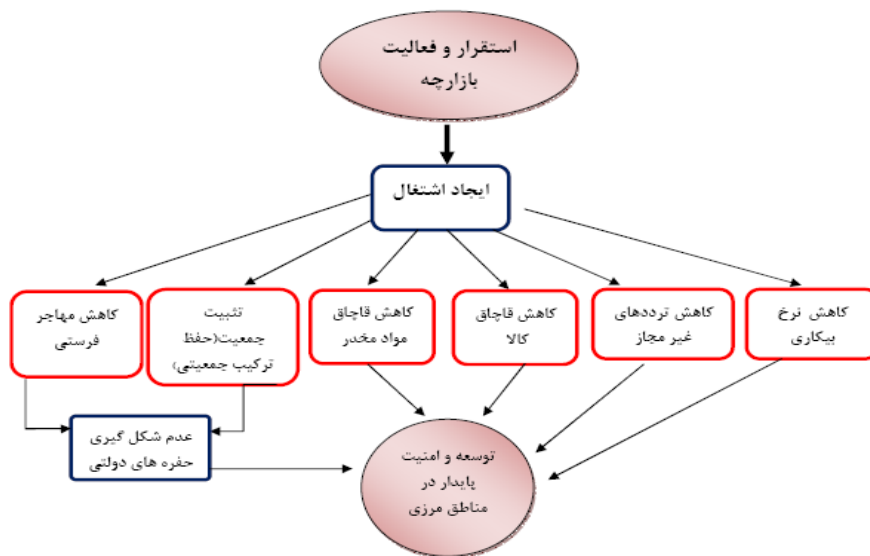 استقرار و فعالیت
بازارچه
ایجاد اشتغال
کاهش نرخ
بیکاری
کاهش ترددهای
غیر مجاز
کاهش قاچاق
کالا
کاهش قاچاق
مواد مخدر
تثبیت
جمعیت(حفظ
ترکیب جمعیتی)
کاهش مهاجر
فرستی
عدم شکل گیری
حفره های دولتی
توسعه و امنیت
پایدار در
مناطق مرزی